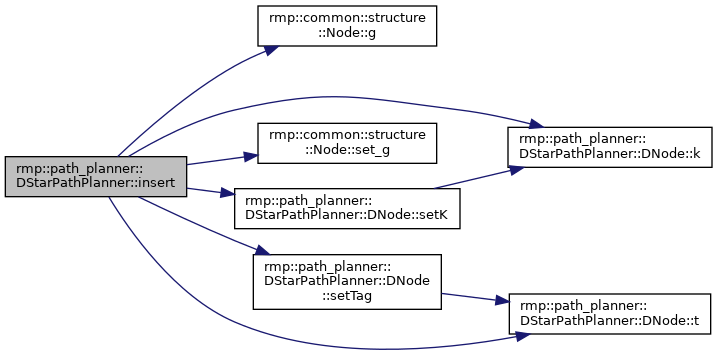 rmp::common::structure
::Node::g
rmp::path_planner::
DStarPathPlanner::DNode::k
rmp::common::structure
::Node::set_g
rmp::path_planner::
DStarPathPlanner::insert
rmp::path_planner::
DStarPathPlanner::DNode::setK
rmp::path_planner::
DStarPathPlanner::DNode
::setTag
rmp::path_planner::
DStarPathPlanner::DNode::t